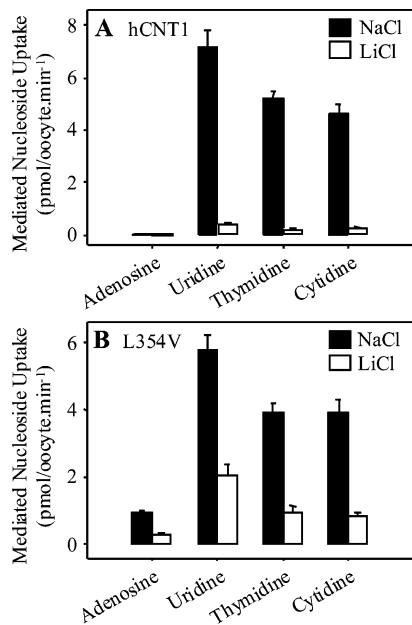 A hCNT1
NaCl
LiCl
Mediated Nucleoside Uptake
(pmol/oocyte.min⁻¹)
8
6
4
2
0
Adenosine
Uridine
Thymidine
Cytidine
B L354V
NaCl
LiCl
Mediated Nucleoside Uptake
(pmol/oocyte.min⁻¹)
6
4
2
0
Adenosine
Uridine
Thymidine
Cytidine